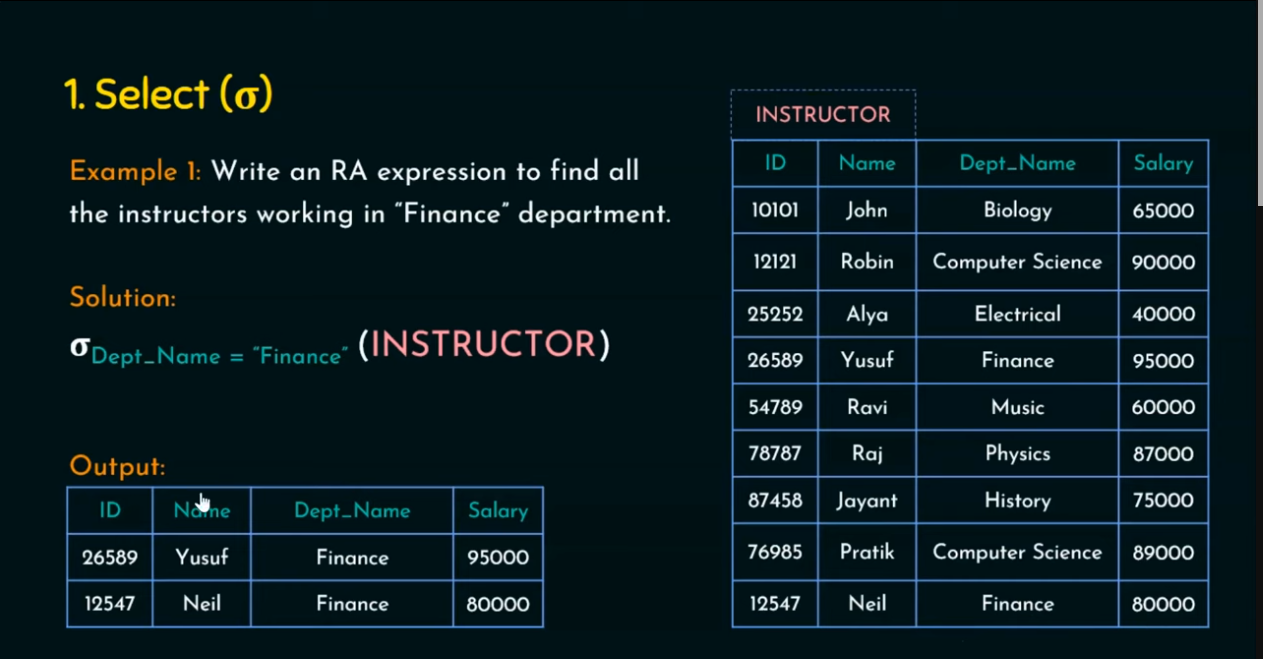 1. Select (σ)
Example 1: Write an RA expression to find all
the instructors working in “Finance” department.
Solution:
σDept_Name = “Finance” (INSTRUCTOR)
Output:
ID Name Dept_Name Salary
26589 Yusuf Finance 95000
12547 Neil Finance 80000
INSTRUCTOR
ID Name Dept_Name Salary
10101 John Biology 65000
12121 Robin Computer Science 90000
25252 Alya Electrical 40000
26589 Yusuf Finance 95000
54789 Ravi Music 60000
78787 Raj Physics 87000
87458 Jayant History 75000
76985 Pratik Computer Science 89000
12547 Neil Finance 80000